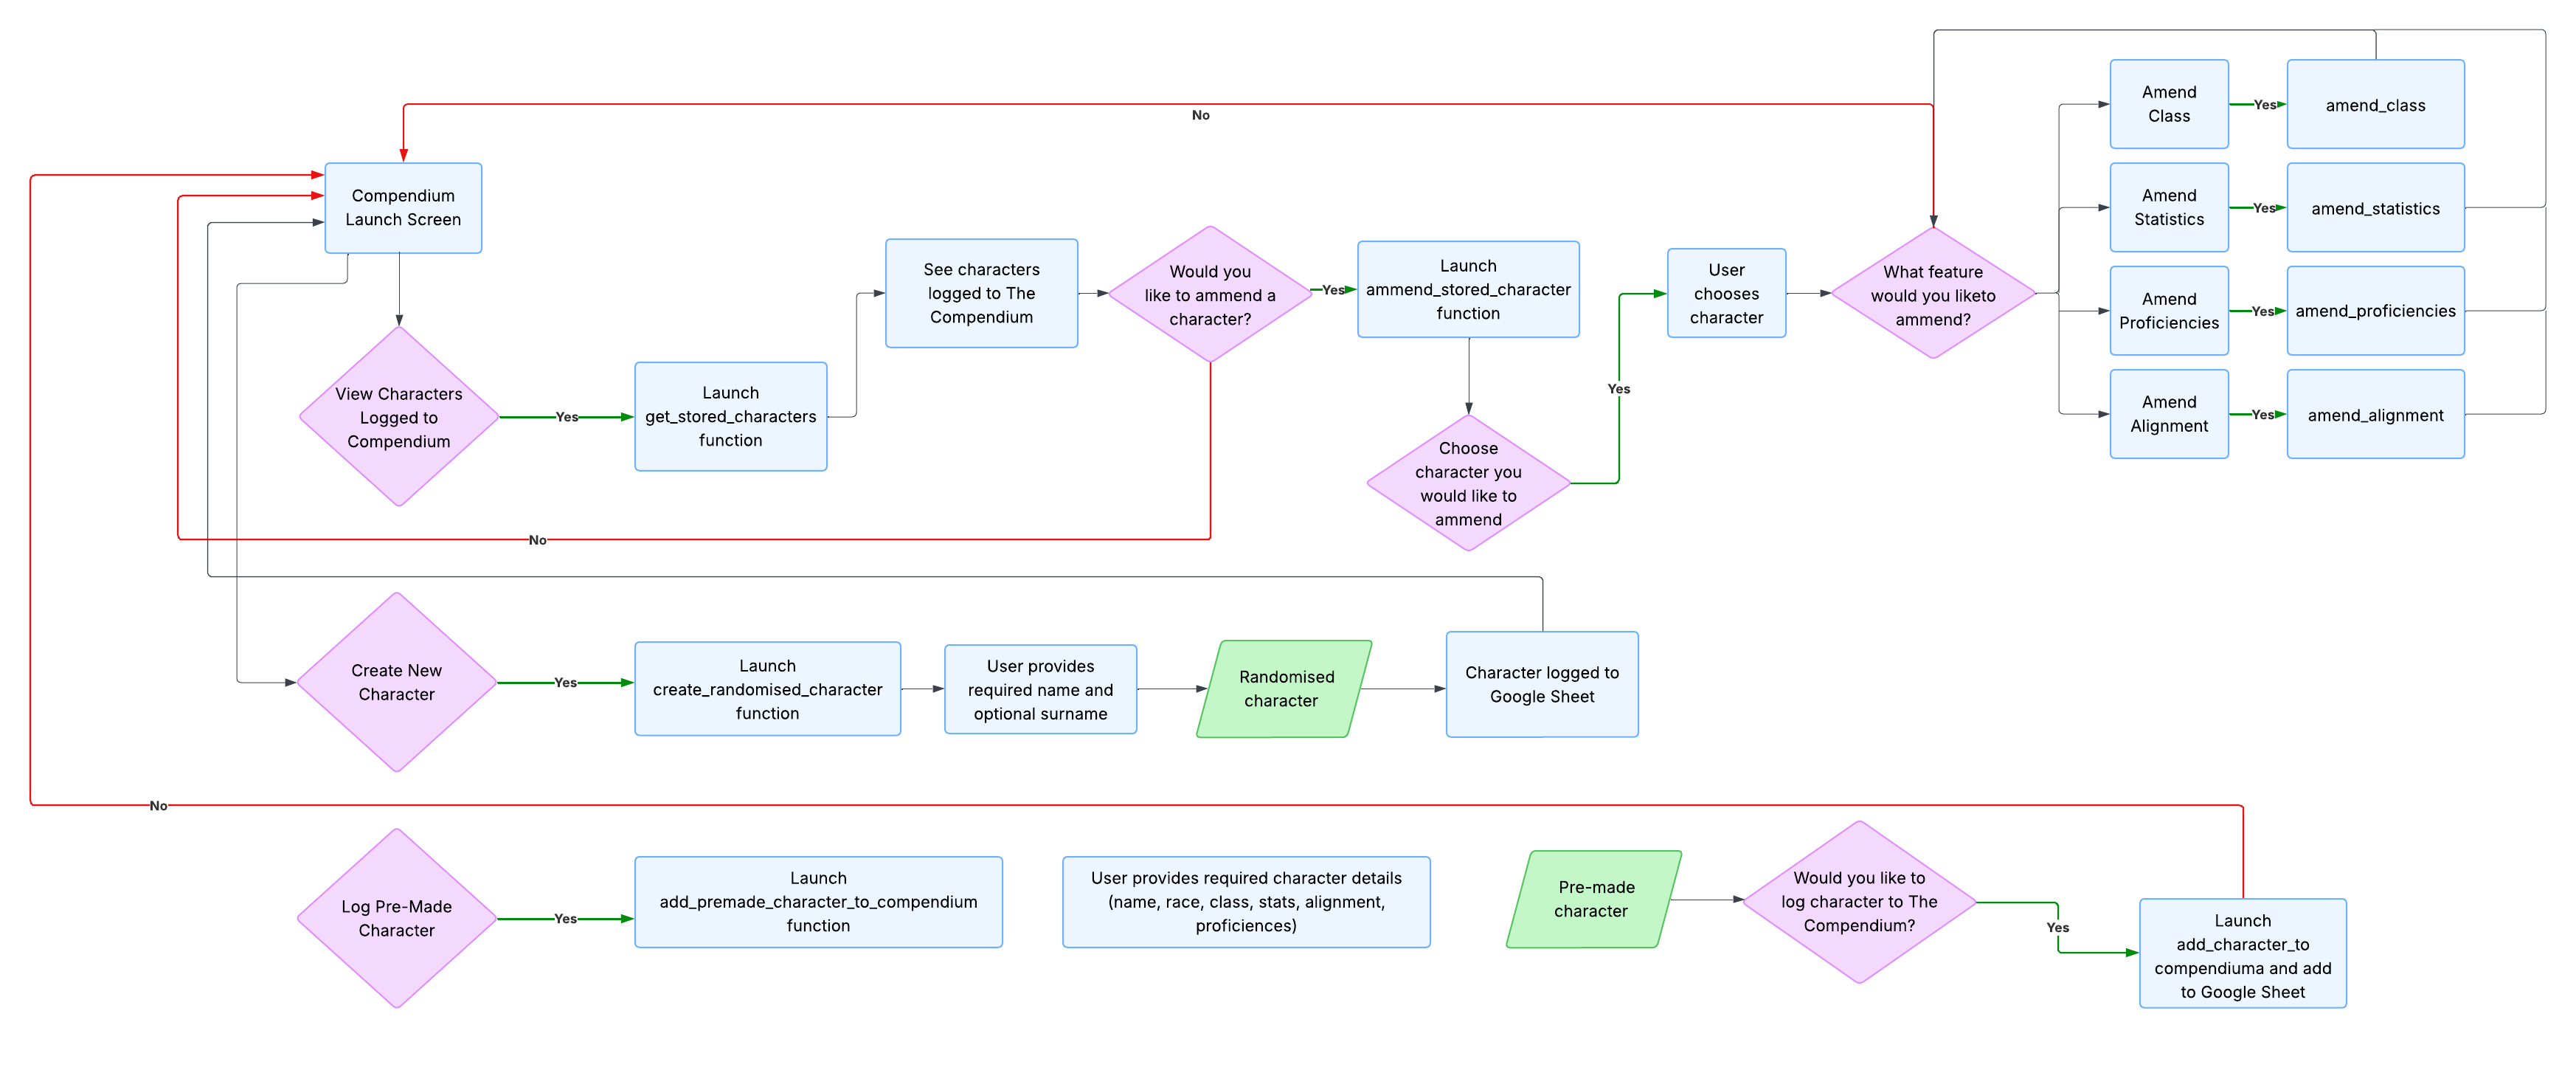 No
Compendium
Launch Screen
View Characters
Logged to
Compendium
Yes
Launch
get_stored_characters
function
See characters
logged to The
Compendium
Would you
like to ammend a
character?
Yes
Launch
ammend_stored_character
function
Choose
character you
would like to
ammend
Yes
User
chooses
character
What feature
would you liketo
ammend?
Amend
Class
Yes
amend_class
Amend
Statistics
Yes
amend_statistics
Amend
Proficiencies
Yes
amend_proficiencies
Amend
Alignment
Yes
amend_alignment
No
Create New
Character
Yes
Launch
create_randomised_character
function
User provides
required name and
optional surname
Randomised
character
Character logged to
Google Sheet
No
Log Pre-Made
Character
Yes
Launch
add_premade_character_to_compendium
function
User provides required character details
(name, race, class, stats, alignment,
proficiences)
Pre-made
character
Would you like to
log character to The
Compendium?
Yes
Launch
add_character_to
compendiuma and add
to Google Sheet